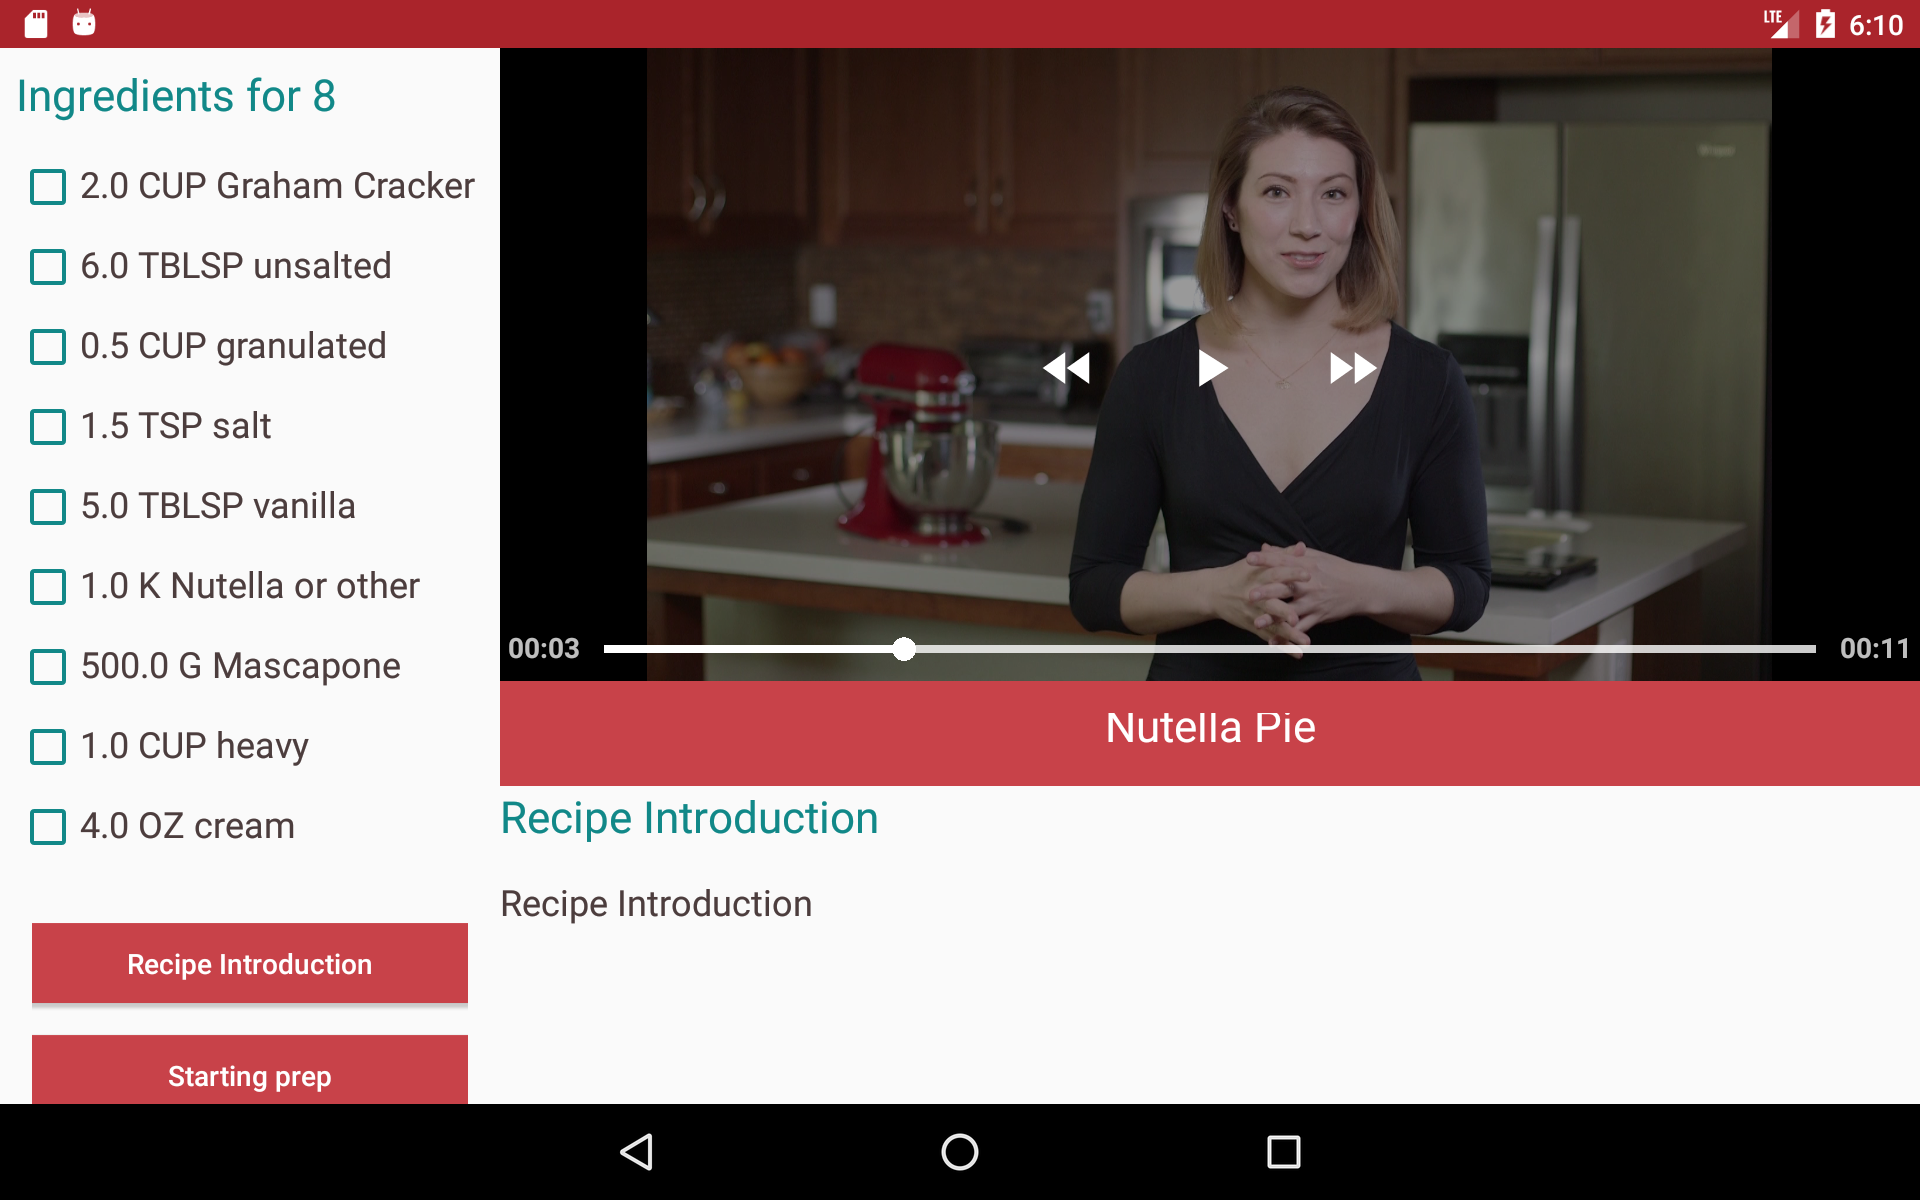 LTE 6:10
Ingredients for 8
2.0 CUP Graham Cracker
6.0 TBLSP unsalted
0.5 CUP granulated
1.5 TSP salt
5.0 TBLSP vanilla
1.0 K Nutella or other
500.0 G Mascapone
1.0 CUP heavy
4.0 OZ cream
Recipe Introduction
Starting prep
00:03 00:11
Nutella Pie
Recipe Introduction
Recipe Introduction